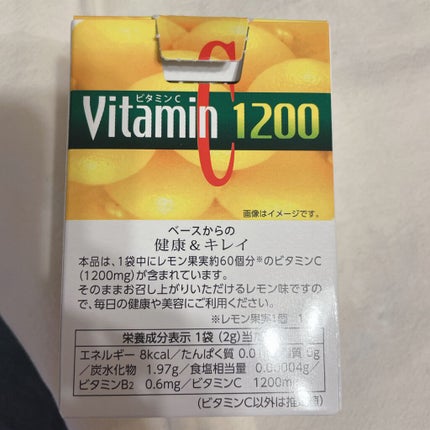 ビタミンC
Vitamin C 1200
画像はイメージです。
ベースからの
健康&キレイ
本品は、1袋中にレモン果実約60個分※のビタミンC
(1200mg)が含まれています。
そのままお召し上がりいただけるレモン味ですの
で、毎日の健康や美容にご利用ください。
※レモン果実1個
栄養成分表示 1袋 (2g)当
エネルギー 8kcal/たんぱく質 0.0
/炭水化物 1.97g/食塩相当量 0.00004g/
ビタミンB2 0.6mg/ビタミンC 1200m
(ビタミンC以外は推